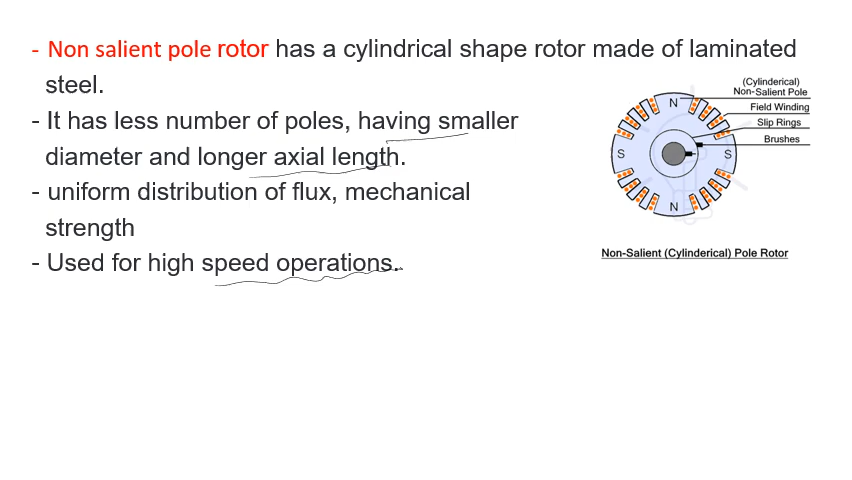 - Non salient pole rotor has a cylindrical shape rotor made of laminated
steel.
- It has less number of poles, having smaller
diameter and longer axial length.
- uniform distribution of flux, mechanical
strength
- Used for high speed operations.
(Cylinderical)
Non-Salient Pole
Field Winding
Slip Rings
Brushes
N
S
S
N
Non-Salient (Cylinderical) Pole Rotor